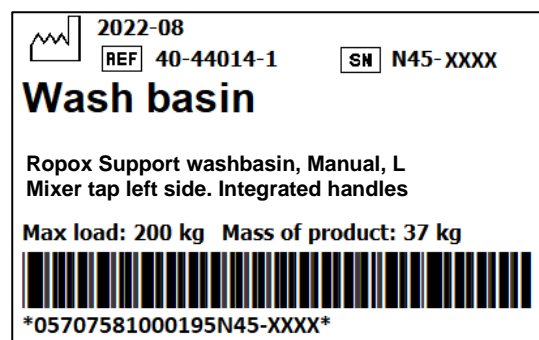 2022-08
REF 40-44014-1 SN N45-XXXX
Wash basin
Ropox Support washbasin, Manual, L
Mixer tap left side. Integrated handles
Max load: 200 kg Mass of product: 37 kg
*05707581000195N45-XXXX*